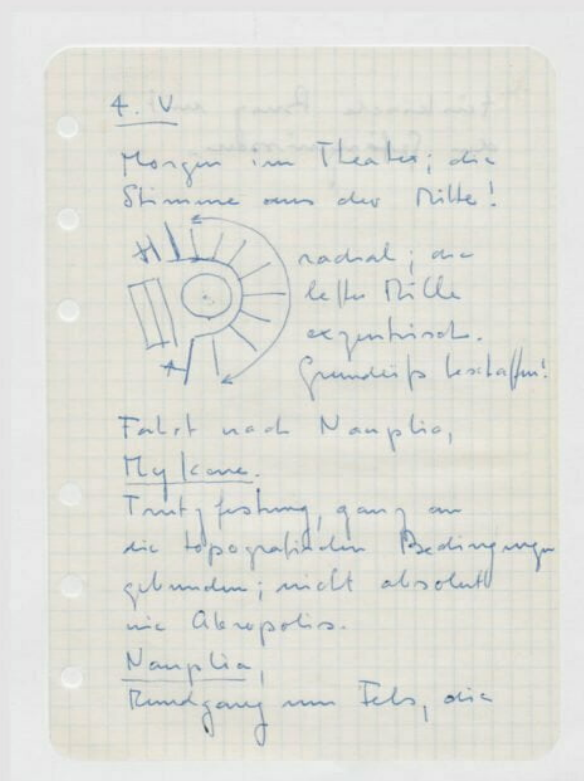 4. V
Morgen im Theater; die
Stimme aus der Mitte!
radial; die
Mitte
exzentrisch.
Grundriß beschaffen!
Fahrt nach Nauplia,
Mykene.
Trutzfestung, ganz an
die topografischen Bedingungen
gebunden; nicht absolut
wie Akropolis.
Nauplia,
Rundgang um Fels, die